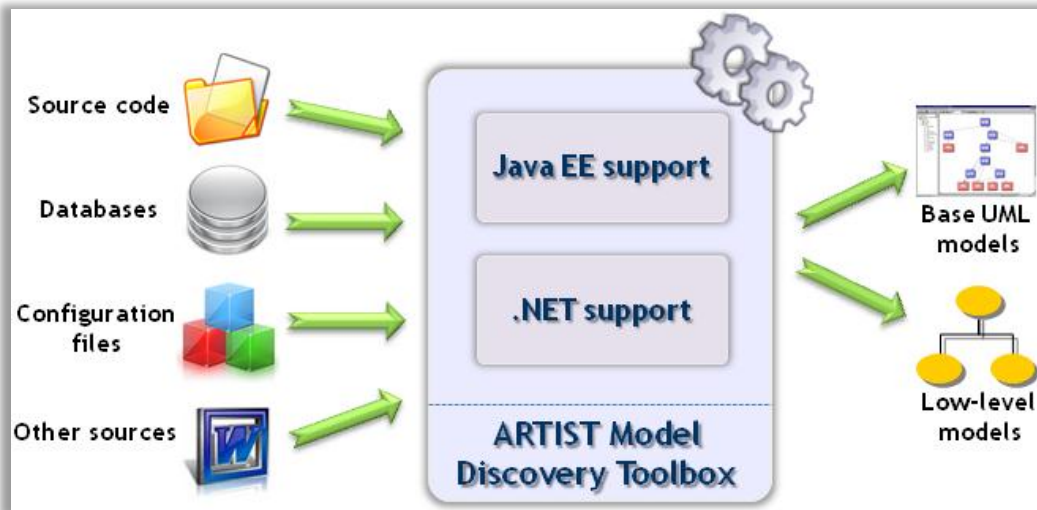 Source code
Databases
Configuration
files
Other sources
Java EE support
.NET support
ARTIST Model
Discovery Toolbox
Base UML
models
Low-level
models